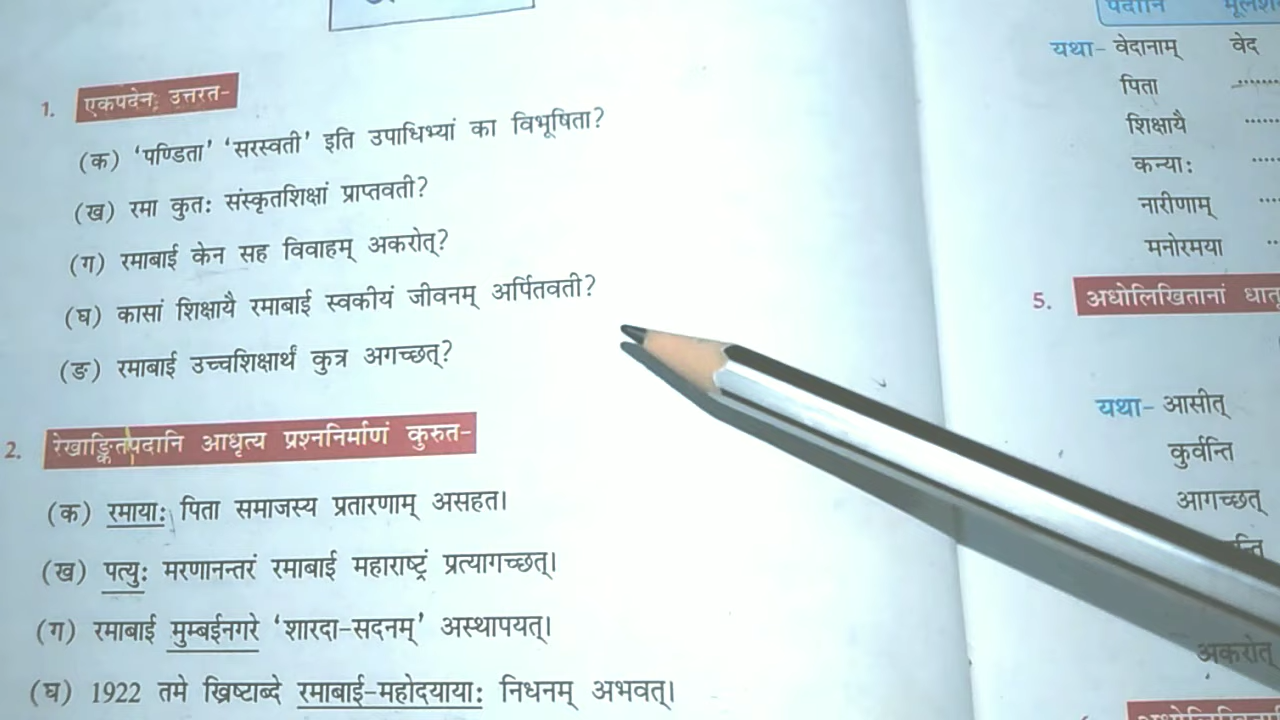 1. एकपदेन उत्तरत-
(क) ‘पण्डिता’ ‘सरस्वती’ इति उपाधिभ्यां का विभूषिता?
(ख) रमा कुतः संस्कृतशिक्षां प्राप्तवती?
(ग) रमाबाई केन सह विवाहम् अकरोत्?
(घ) कासां शिक्षायै रमाबाई स्वकीयं जीवनम् अर्पितवती?
(ङ) रमाबाई उच्चशिक्षार्थं कुत्र अगच्छत्?
2. रेखाङ्कितपदानि आधृत्य प्रश्ननिर्माणं कुरुत-
(क) रमायाः पिता समाजस्य प्रतारणाम् असहत।
(ख) पत्युः मरणानन्तरं रमाबाई महाराष्ट्रं प्रत्यागच्छत्।
(ग) रमाबाई मुम्बईनगरे ‘शारदा-सदनम्’ अस्थापयत्।
(घ) 1922 तमे ख्रिष्टाब्दे रमाबाई-महोदयायाः निधनम् अभवत्।
पदानि
यथा- वेदानाम् वेद
पिता ........
शिक्षायै .....
कन्याः .....
नारीणाम् ....
मनोरमया ..
5. अधोलिखितानां
यथा- आसीत्
कुर्वन्ति
आगच्छत्
अकरोत्